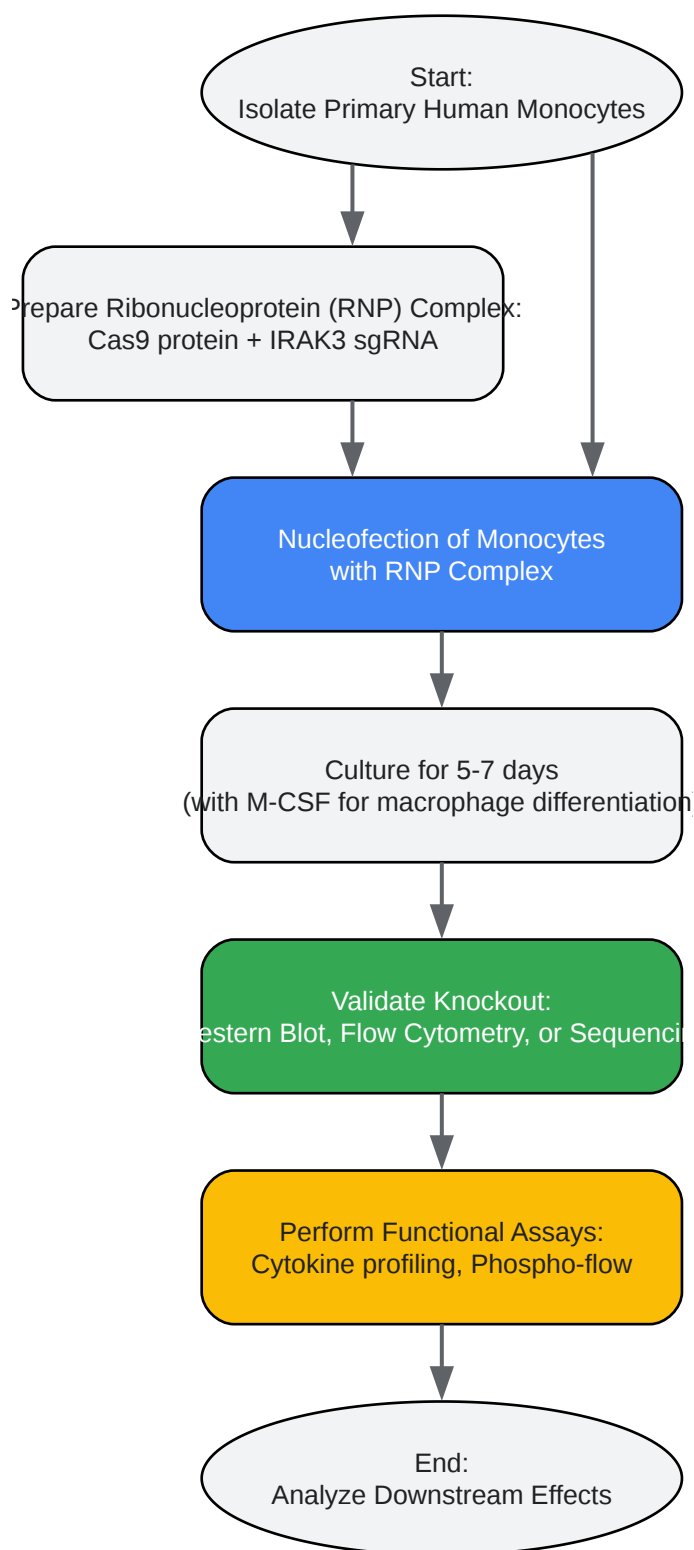 Start:
Isolate Primary Human Monocytes
Prepare Ribonucleoprotein (RNP) Complex:
Cas9 protein + IRAK3 sgRNA
Nucleofection of Monocytes
with RNP Complex
Culture for 5-7 days
(with M-CSF for macrophage differentiation)
Validate Knockout:
estern Blot, Flow Cytometry, or Sequencin
Perform Functional Assays:
Cytokine profiling, Phospho-flow
End:
Analyze Downstream Effects